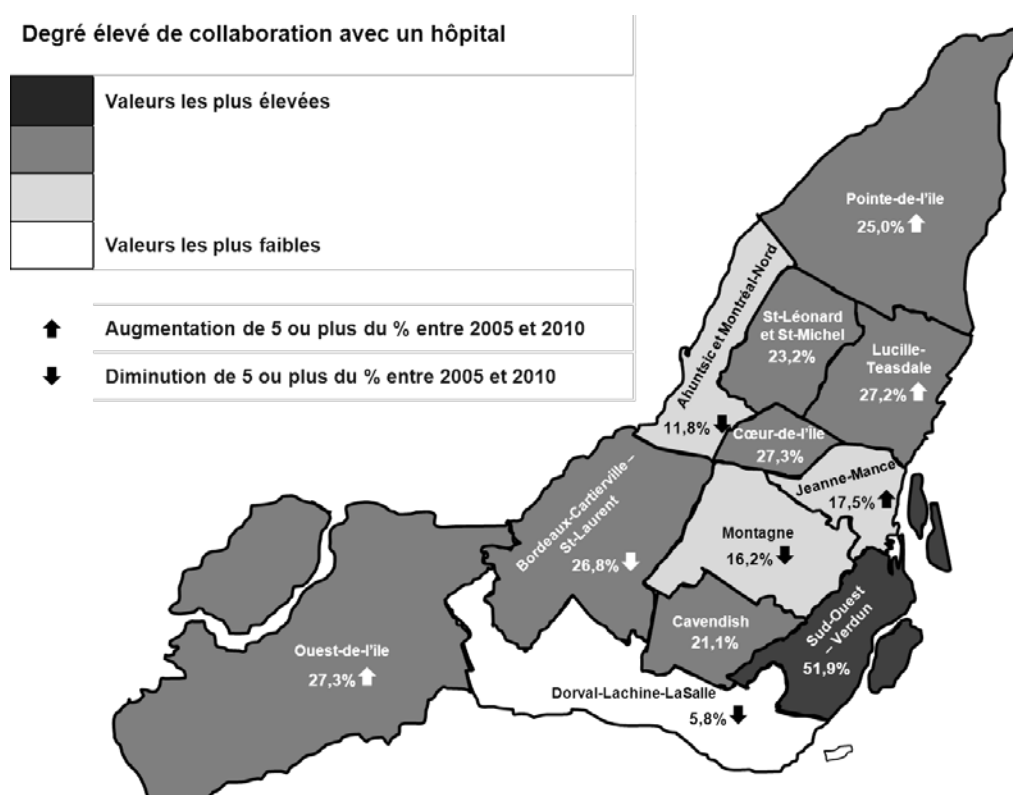 Degré élevé de collaboration avec un hôpital
Valeurs les plus élevées
Valeurs les plus faibles
Augmentation de 5 ou plus du % entre 2005 et 2010
Diminution de 5 ou plus du % entre 2005 et 2010
Pointe-de-l'île
25,0%
Ahuntsic et Montréal-Nord
11,8%
St-Léonard
et St-Michel
23,2%
Lucille-
Teasdale
27,2%
Cœur-de-l'Île
27,3%
Jeanne-Mance
17,5%
Bordeaux-Cartierville –
St-Laurent
26,8%
Montagne
16,2%
Cavendish
21,1%
Sud-Ouest
– Verdun
51,9%
Ouest-de-l'île
27,3%
Dorval-Lachine-LaSalle
5,8%